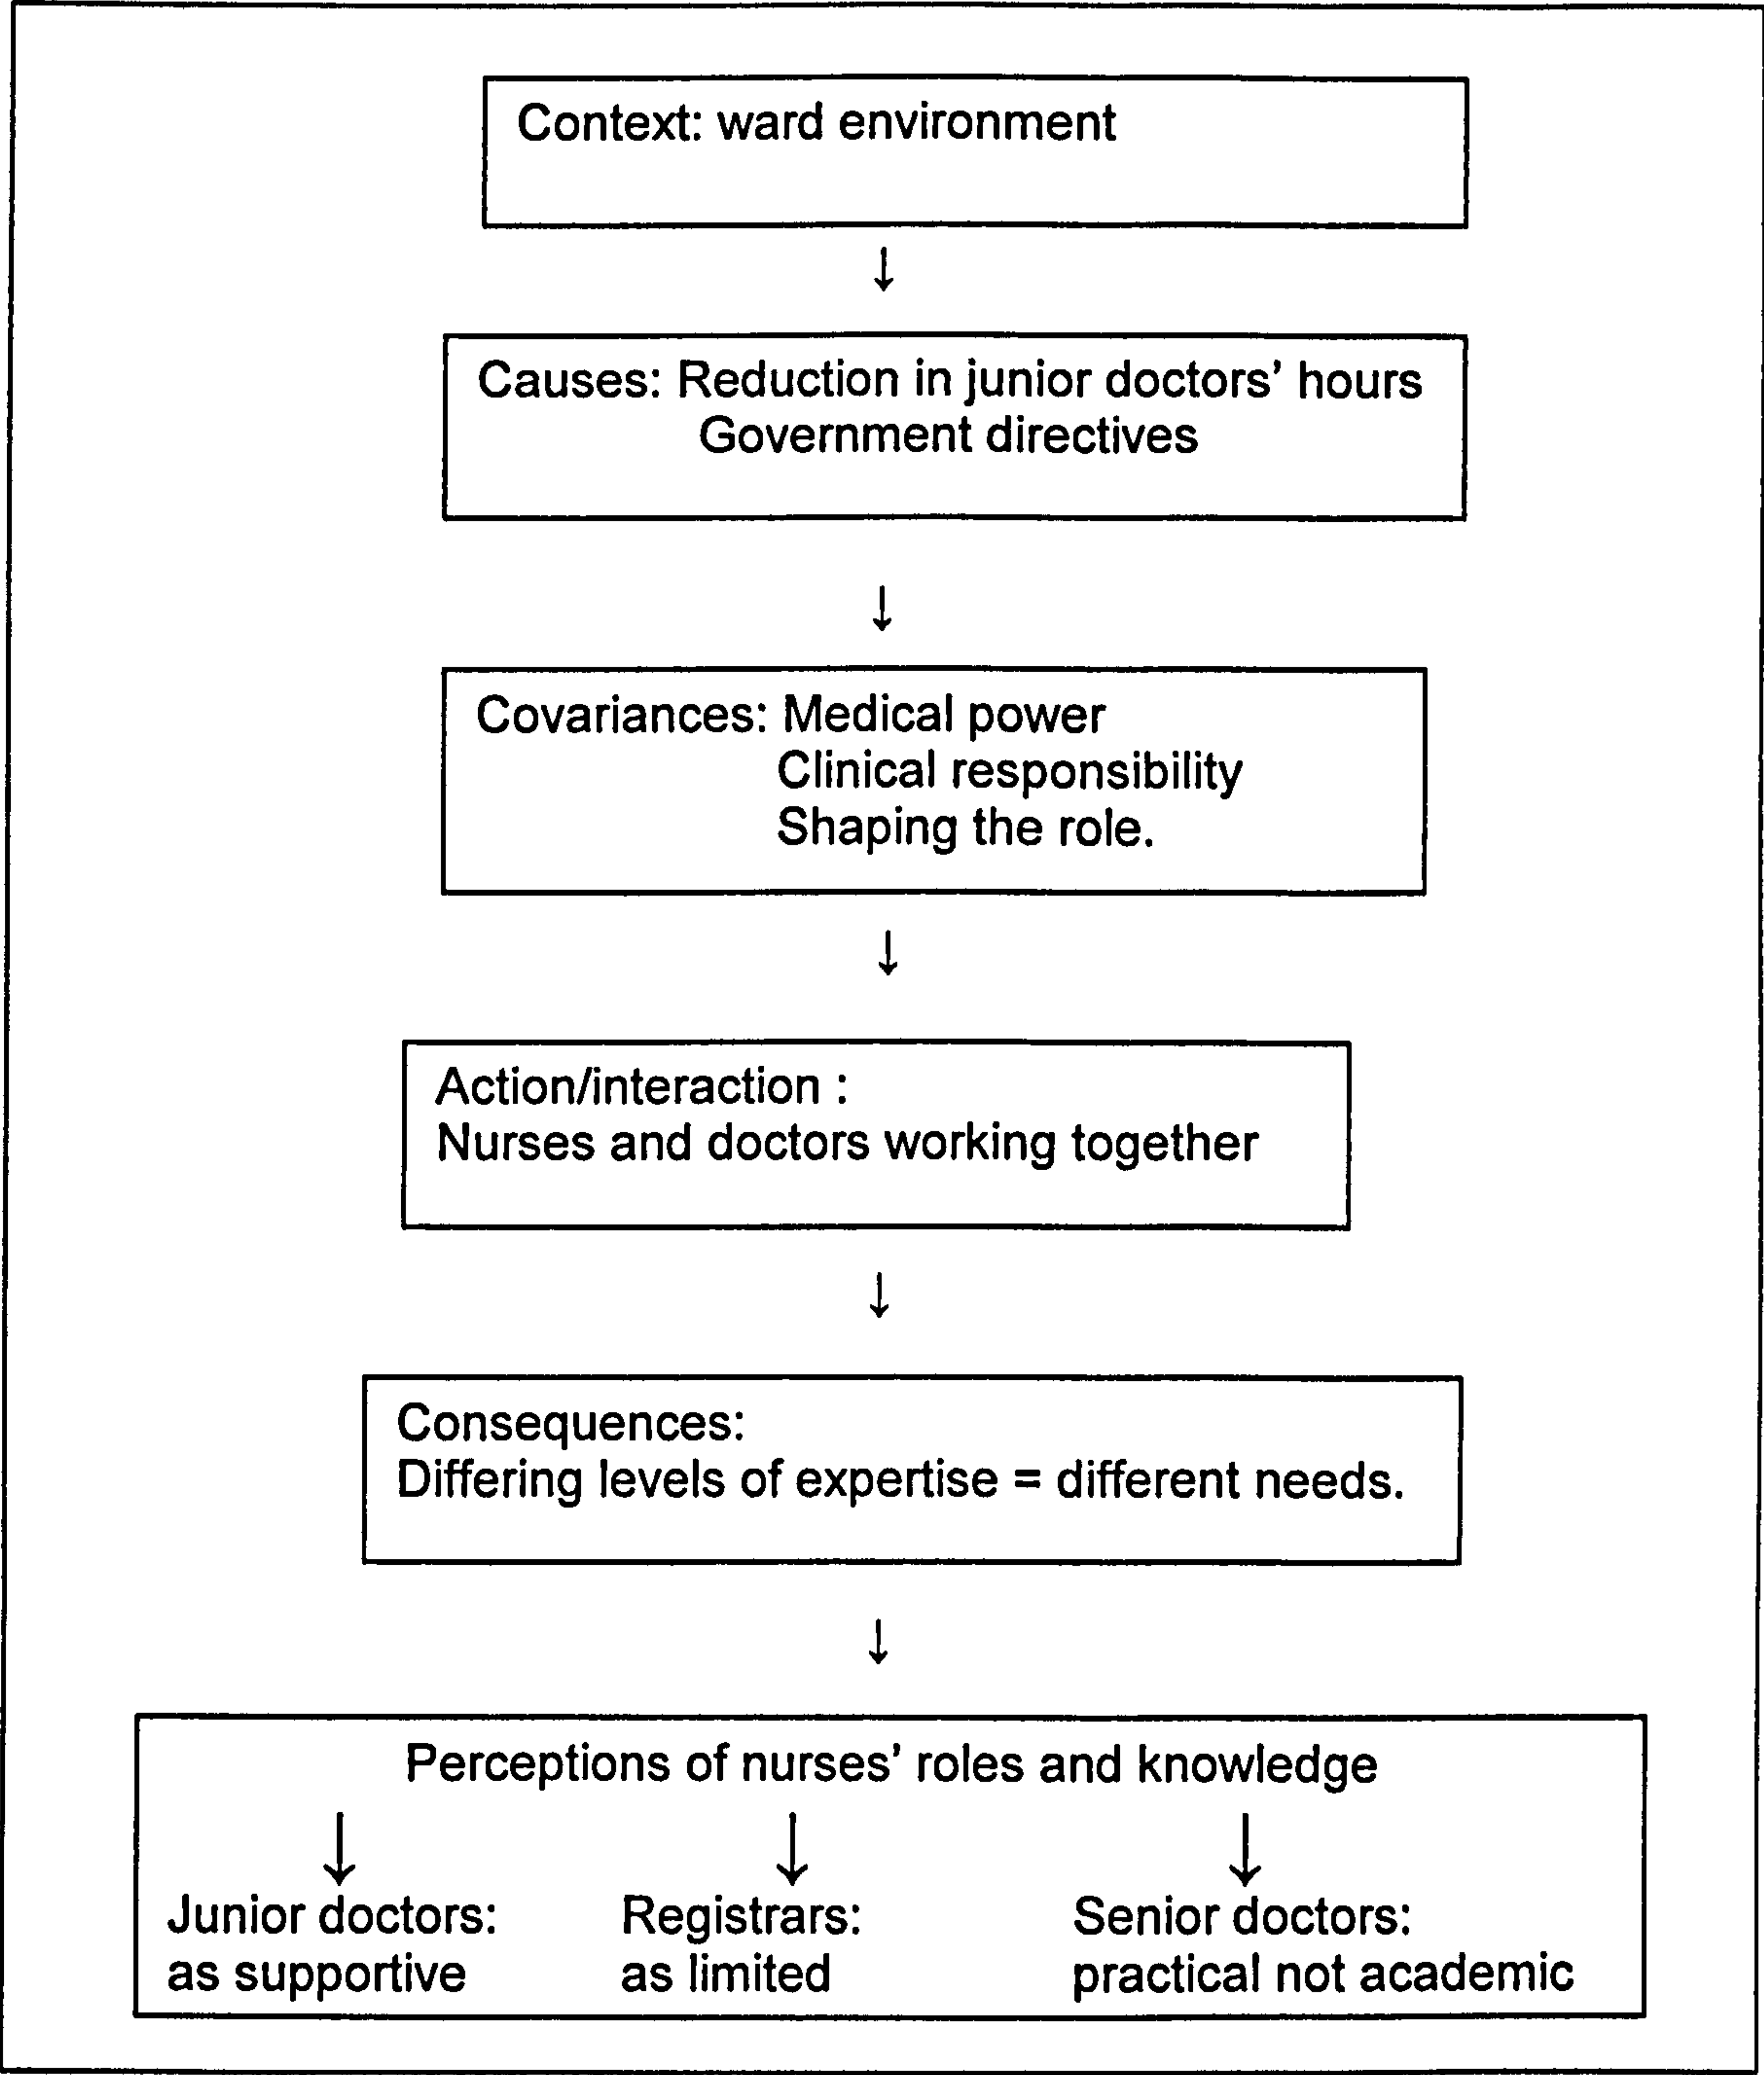 Context: ward environment
↓
Causes: Reduction in junior doctors’ hours
Government directives
↓
Covariances: Medical power
Clinical responsibility
Shaping the role.
↓
Action/interaction :
Nurses and doctors working together
↓
Consequences:
Differing levels of expertise = different needs.
↓
Perceptions of nurses’ roles and knowledge
↓ ↓ ↓
Junior doctors: Registrars: Senior doctors:
as supportive as limited practical not academic